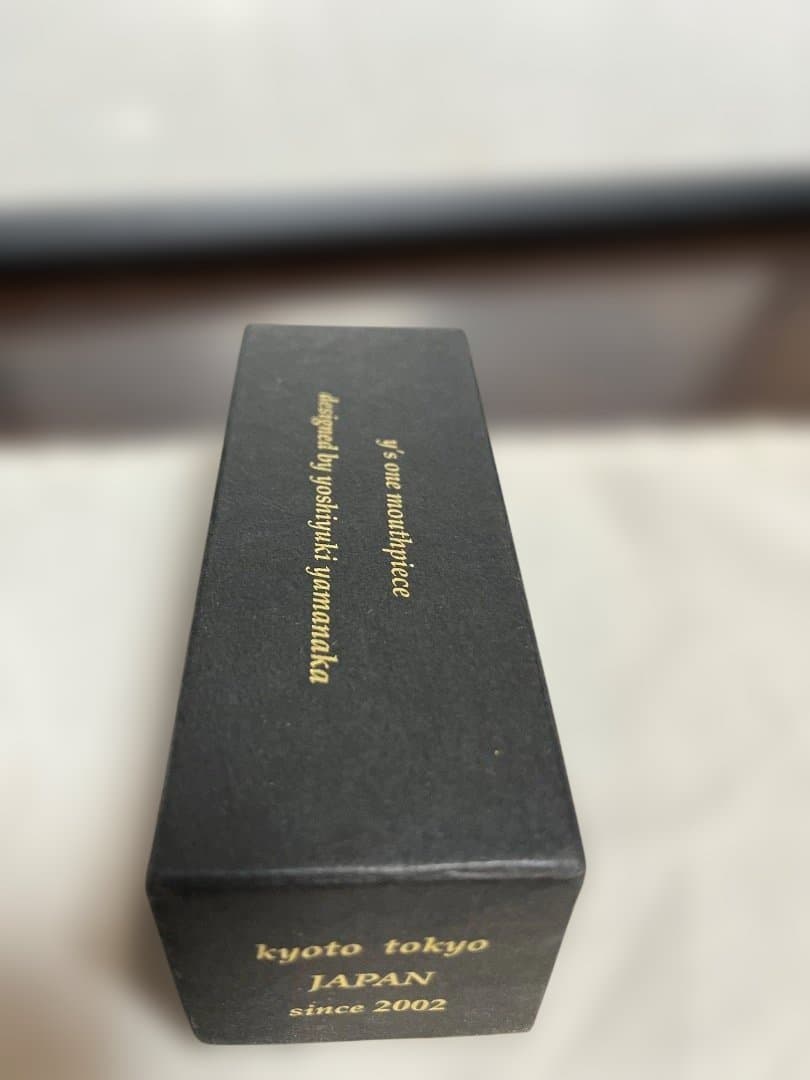 y's one mouthpiece
designed by yoshiyuki yamanaka
kyoto tokyo
JAPAN
since 2002